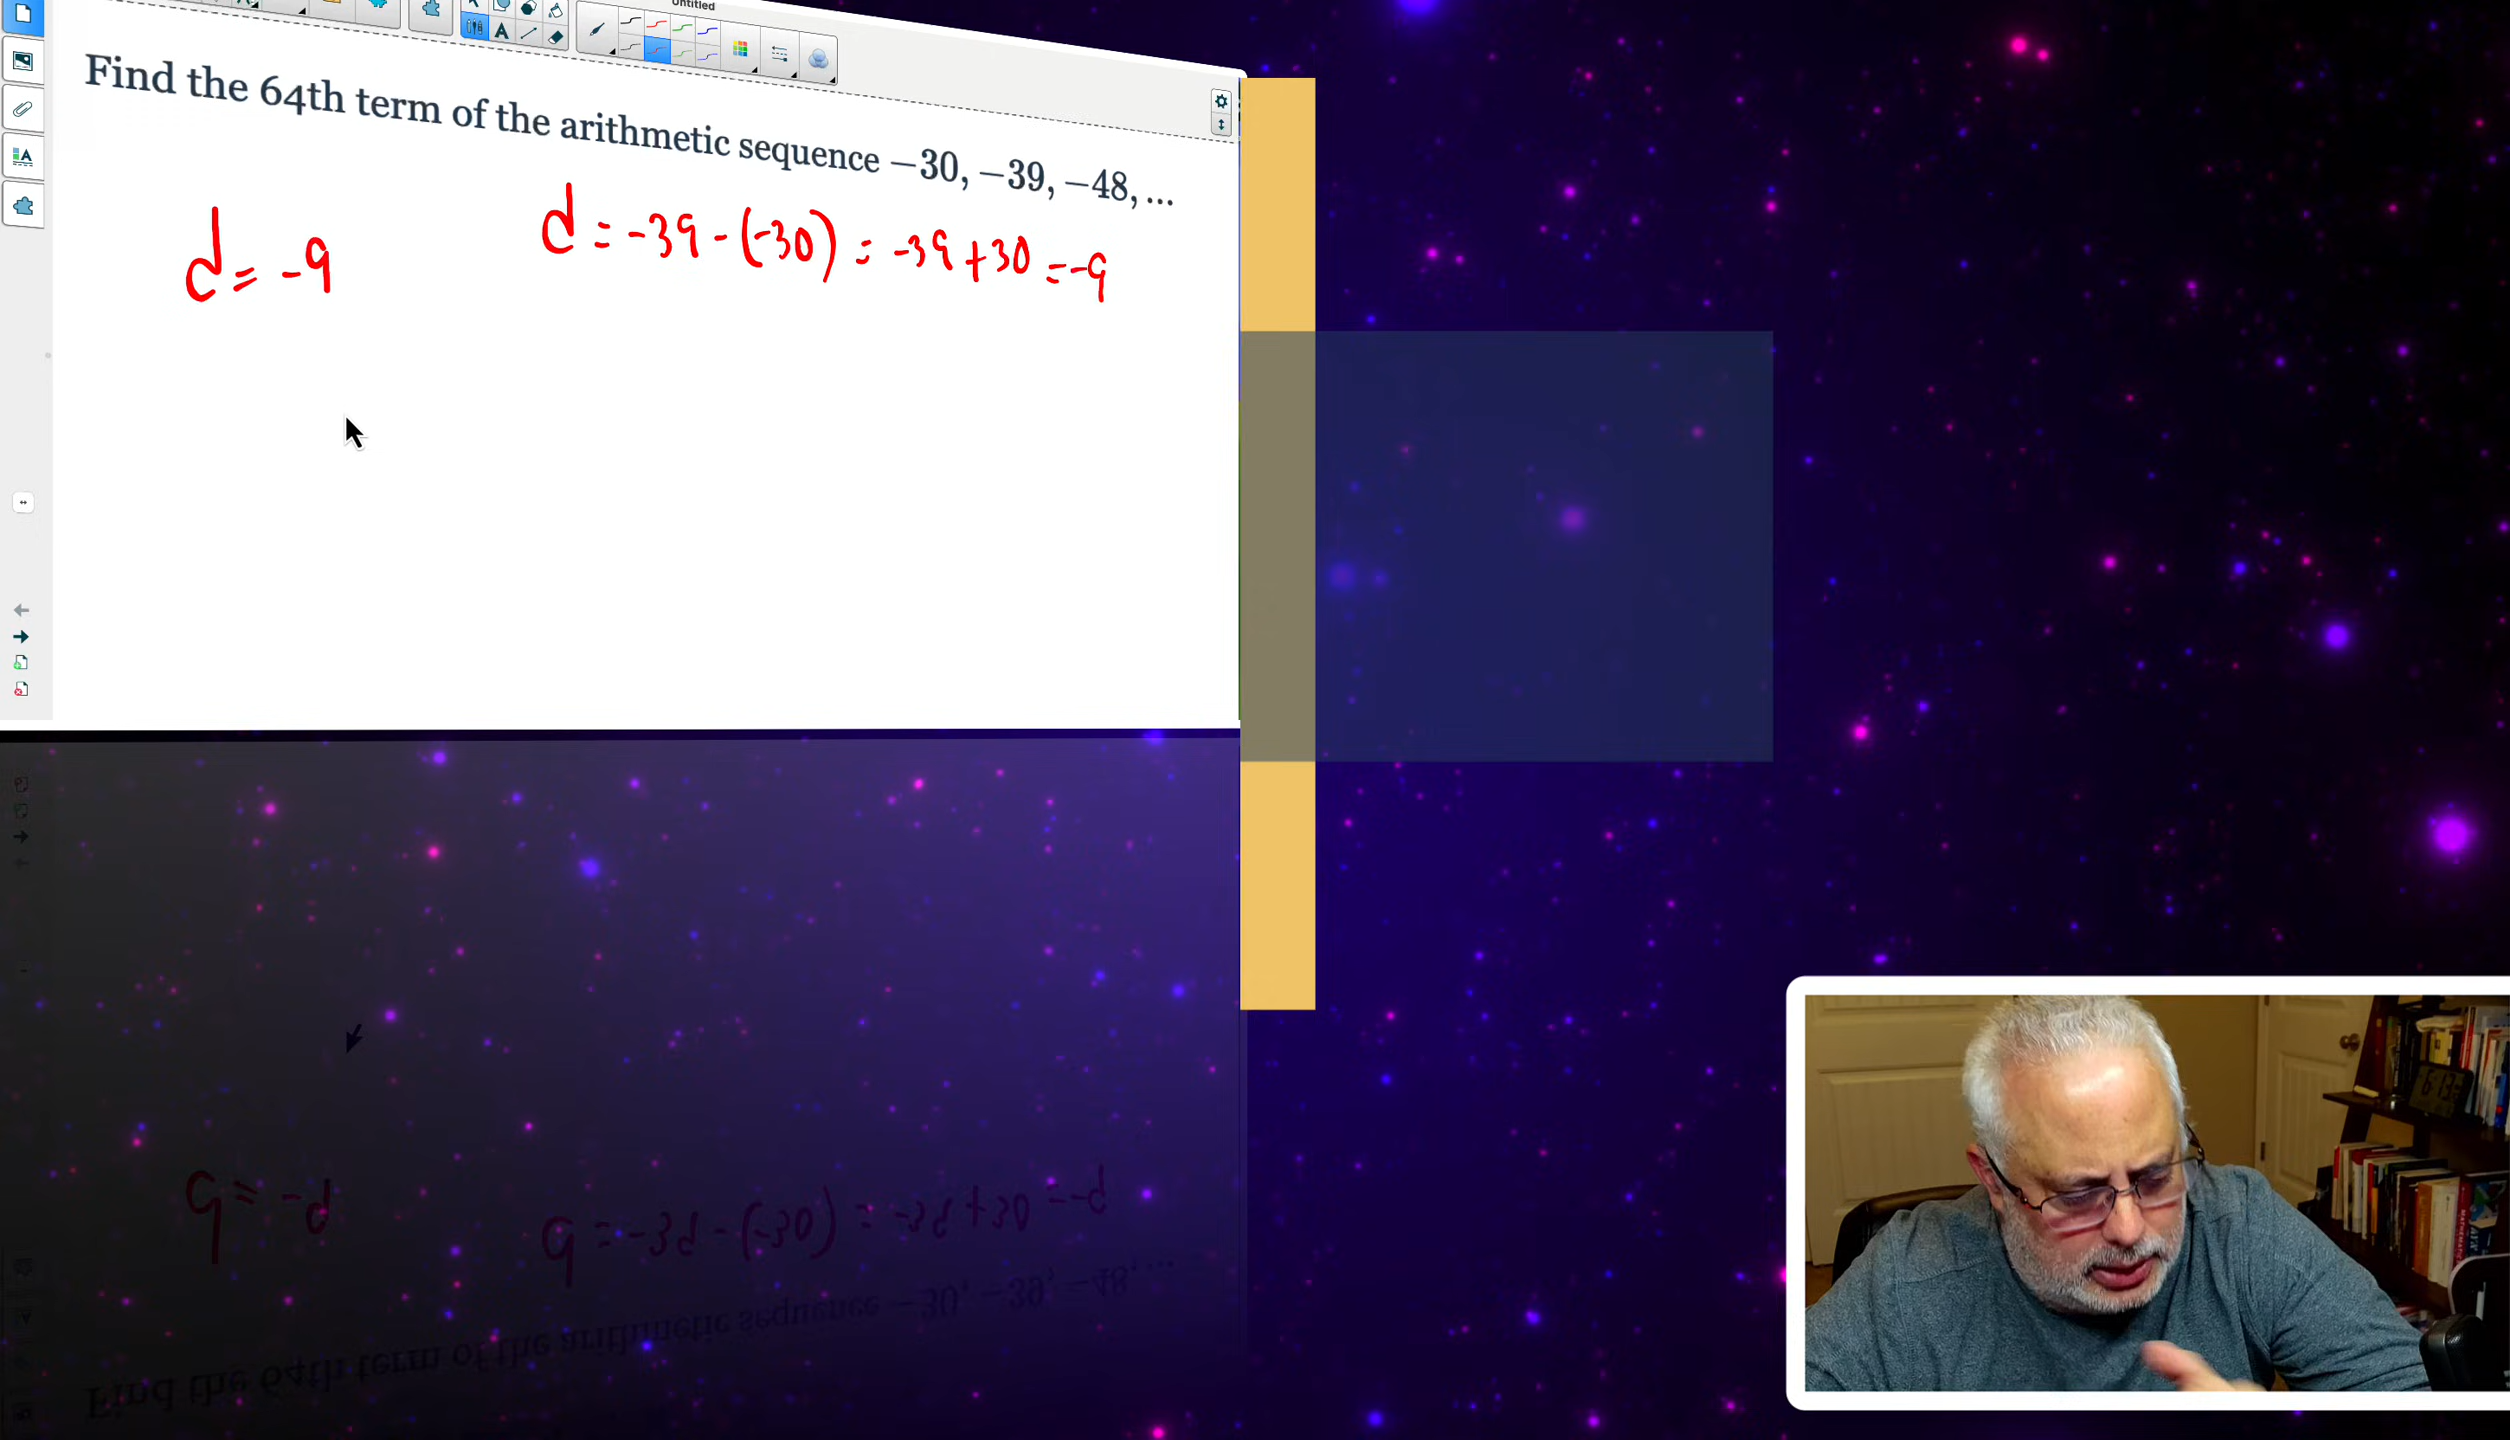 Untitled
Find the 64th term of the arithmetic sequence −30, −39, −48, ...
d = -9
d = -39 - (-30) = -39 + 30 = -9